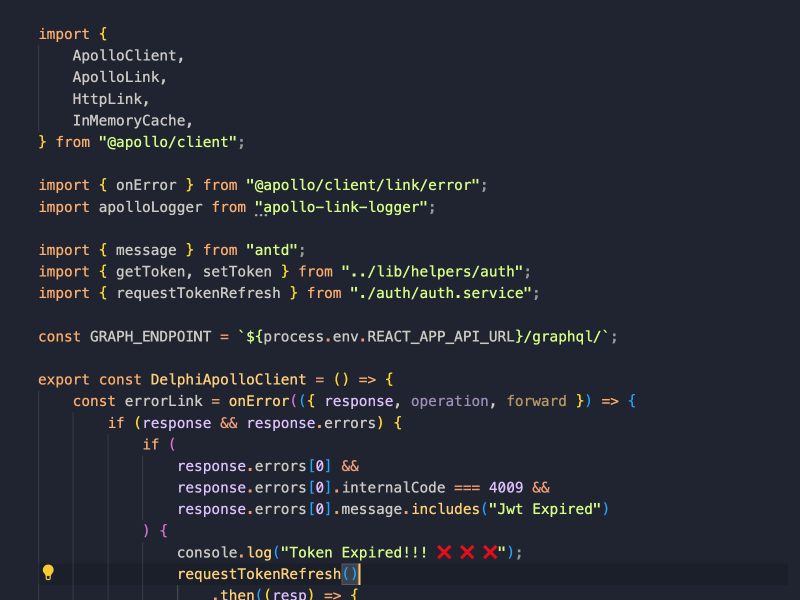 import {
    ApolloClient,
    ApolloLink,
    HttpLink,
    InMemoryCache,
} from "@apollo/client";
import { onError } from "@apollo/client/link/error";
import apolloLogger from "apollo-link-logger";
import { message } from "antd";
import { getToken, setToken } from "../lib/helpers/auth";
import { requestTokenRefresh } from "./auth/auth.service";
const GRAPH_ENDPOINT = `${process.env.REACT_APP_API_URL}/graphql/`;
export const DelphiApolloClient = () => {
    const errorLink = onError(({ response, operation, forward }) => {
        if (response && response.errors) {
            if (
                response.errors[0] &&
                response.errors[0].internalCode === 4009 &&
                response.errors[0].message.includes("Jwt Expired")
            ) {
                console.log("Token Expired!!! ❌ ❌ ❌");
                requestTokenRefresh()
                    .then((resp) => {